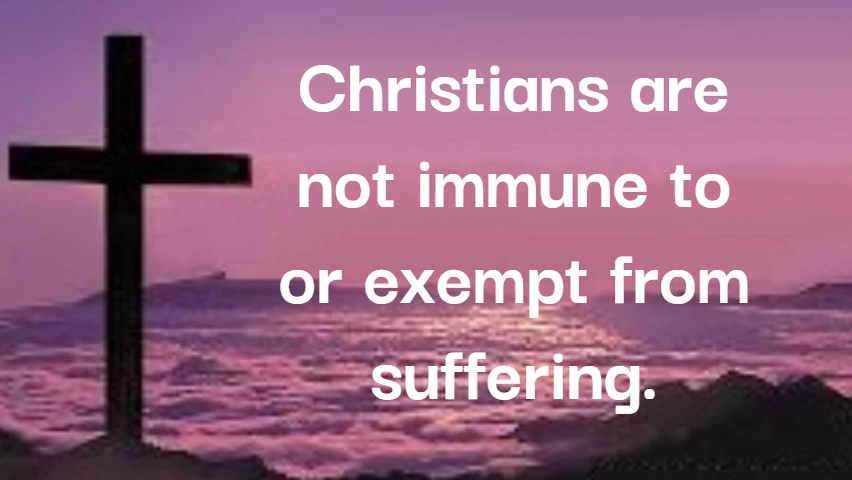 Christians are
not immune to
or exempt from
suffering.